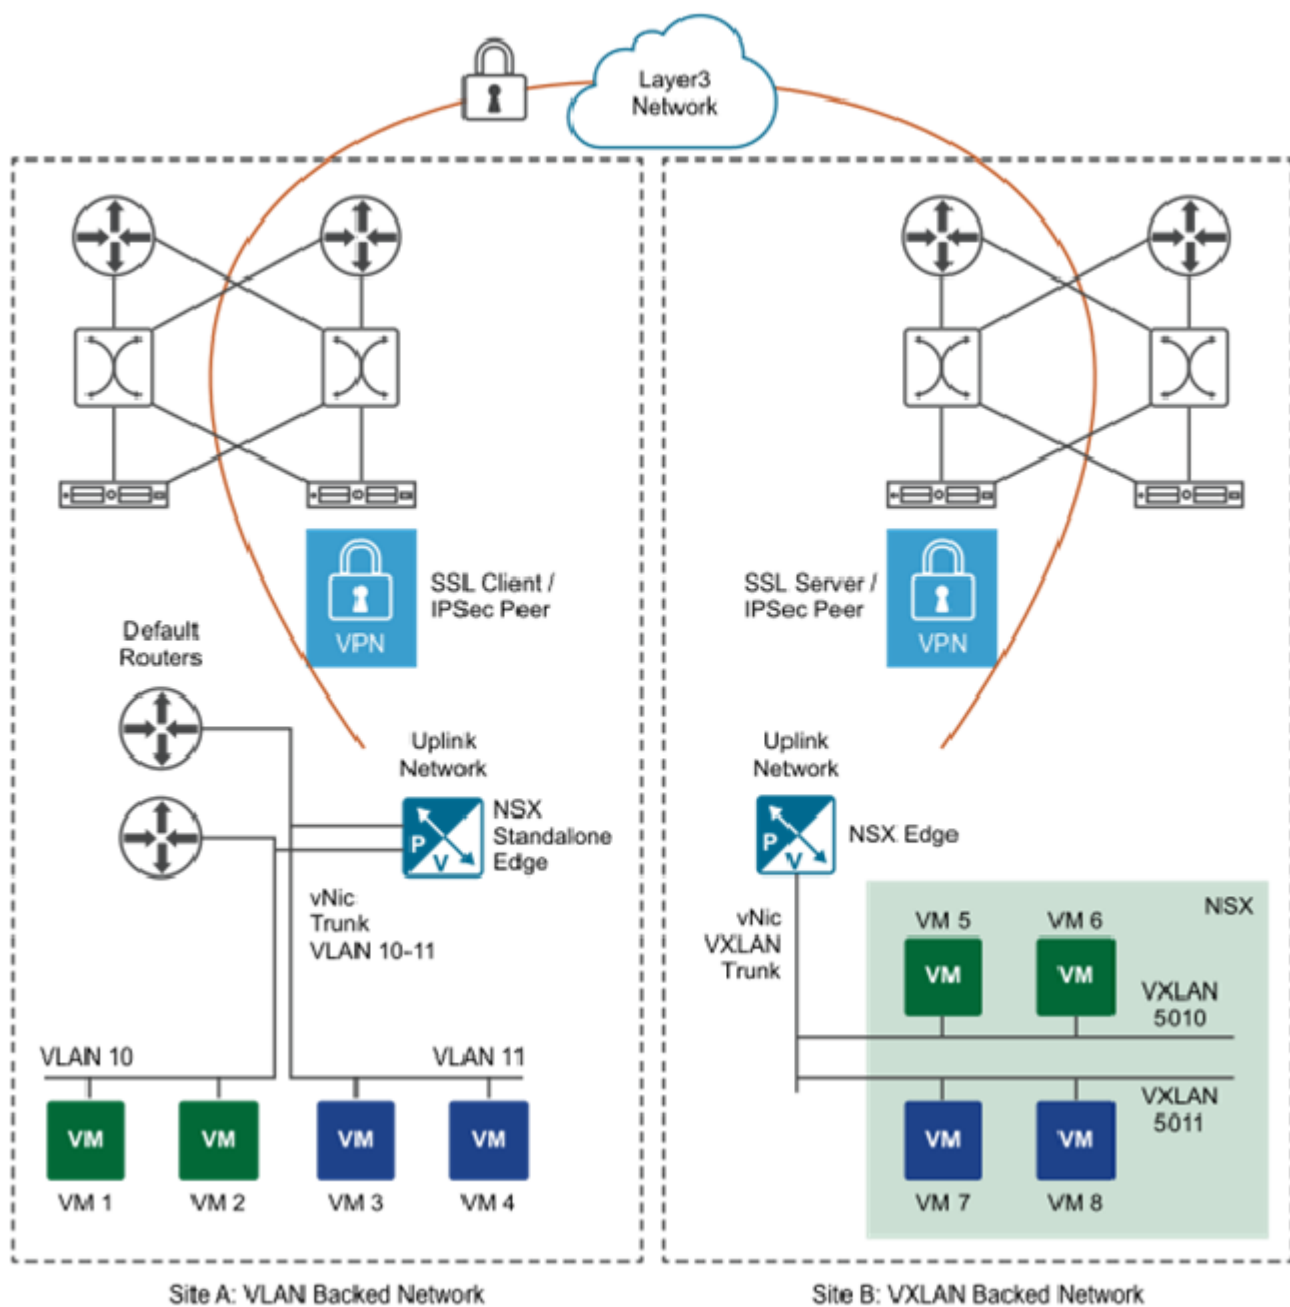 Layer3
Network
SSL Client /
IPSec Peer
VPN
Default
Routers
Uplink
Network
NSX
Standalone
Edge
P
V
vNic
Trunk
VLAN 10-11
VLAN 10
VLAN 11
VM
VM
VM
VM
VM 1
VM 2
VM 3
VM 4
Site A: VLAN Backed Network
SSL Server /
IPSec Peer
VPN
Uplink
Network
P
V
NSX Edge
vNic
VXLAN
Trunk
NSX
VM 5
VM 6
VM
VM
VXLAN
5010
VXLAN
5011
VM
VM
VM 7
VM 8
Site B: VXLAN Backed Network